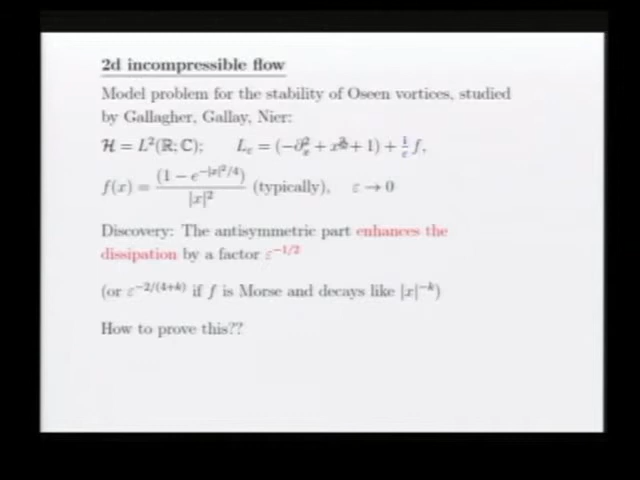 2d incompressible flow
Model problem for the stability of Oseen vortices, studied
by Gallagher, Gallay, Nier:
ℋ = L²(ℝ; ℂ);  L_ε = (−∂ₓ² + x² + 1) + i/ε f,
f(x) = (1 − e^{−|x|²/4}) / |x|² (typically),  ε → 0
Discovery: The antisymmetric part enhances the
dissipation by a factor ε^{−1/2}
(or ε^{−2/(4+k)} if f is Morse and decays like |x|^{−k})
How to prove this??